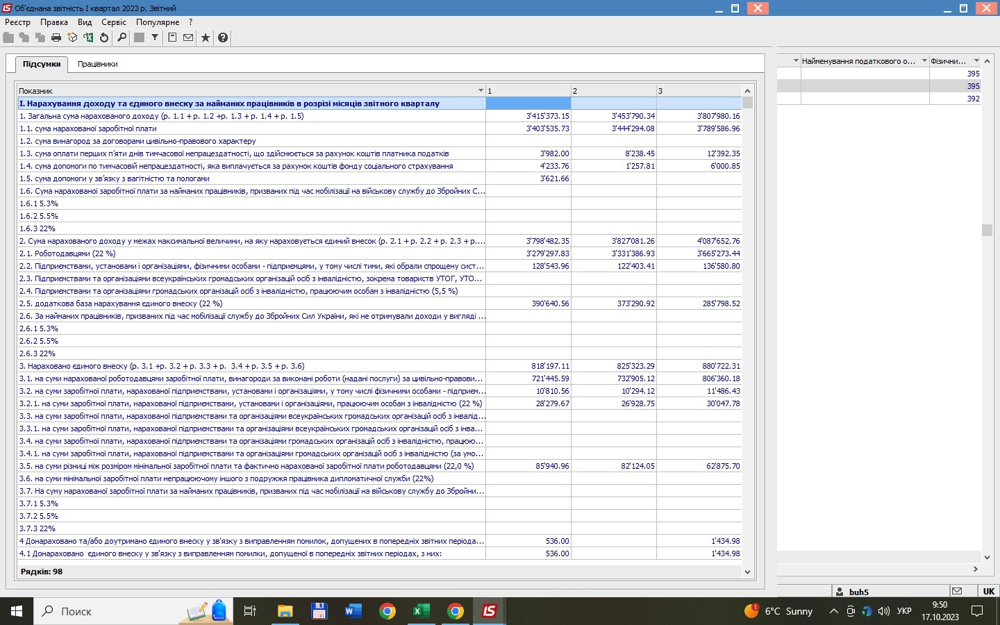 Об'єднана звітність I квартал 2023 р. Звітний
Реєстр Правка Вид Сервіс Популярне ?
Підсумки Працівники
Показник 1 2 3
I. Нарахування доходу та єдиного внеску за найманих працівників в розрізі місяців звітного кварталу
1. Загальна сума нарахованого доходу (р. 1.1 + р. 1.2 +р. 1.3 + р. 1.4 + р. 1.5) 3'415'373.15 3'453'790.34 3'807'980.16
1.1. сума нарахованої заробітної плати 3'403'535.73 3'444'294.08 3'789'586.96
1.2. сума винагород за договорами цивільно-правового характеру
1.3. сума оплати перших п'яти днів тимчасової непрацездатності, що здійснюється за рахунок коштів платника податків 3'982.00 8'238.45 12'392.35
1.4. сума допомоги по тимчасовій непрацездатності, яка виплачується за рахунок коштів фонду соціального страхування 4'233.76 1'257.81 6'000.85
1.5. сума допомоги у зв'язку з вагітністю та пологами 3'621.66
1.6. Сума нарахованої заробітної плати за найманих працівників, призваних під час мобілізації на військову службу до Збройних С...
1.6.1 5.3%
1.6.2 5.5%
1.6.3 22%
2. Сума нарахованого доходу у межах максимальної величини, на яку нараховується єдиний внесок (р. 2.1 + р. 2.2 + р. 2.3 + р.... 3'798'482.35 3'827'081.26 4'087'652.76
2.1. Роботодавцями (22 %) 3'279'297.83 3'331'386.93 3'665'273.44
2.2. Підприємствами, установами і організаціями, фізичними особами - підприємцями, у тому числі тими, які обрали спрощену сист... 128'543.96 122'403.41 136'580.80
2.3. Підприємствами та організаціями всеукраїнських громадських організацій осіб з інвалідністю, зокрема товариств УТОГ, УТО...
2.4. Підприємствами та організаціями громадських організацій осіб з інвалідністю, працюючим особам з інвалідністю (5,5 %)
2.5. додаткова база нарахування єдиного внеску (22 %) 390'640.56 373'290.92 285'798.52
2.6. За найманих працівників, призваних під час мобілізації службу до Збройних Сил України, які не отримували доходи у вигляді ...
2.6.1 5.3%
2.6.2 5.5%
2.6.3 22%
3. Нараховано єдиного внеску (р. 3.1 +р. 3.2 + р. 3.3 + р. 3.4 + р. 3.5 + р. 3.6) 818'197.11 825'323.29 880'722.31
3.1. на суми нарахованої роботодавцями заробітної плати, винагороди за виконані роботи (надані послуги) за цивільно-правови... 721'445.59 732'905.12 806'360.18
3.2. на суми заробітної плати, нарахованої підприємствами, установами і організаціями, у тому числі фізичними особами - підприєм... 10'810.56 10'294.12 11'486.43
3.2.1. на суми заробітної плати, нарахованої підприємствами, установами і організаціями, працюючим особам з інвалідністю (22 %) 28'279.67 26'928.75 30'047.78
3.3. на суми заробітної плати, нарахованої підприємствами та організаціями всеукраїнських громадських організацій осіб з інвалід...
3.3.1. на суми заробітної плати, нарахованої підприємствами та організаціями всеукраїнських громадських організацій осіб з інва...
3.4. на суми заробітної плати, нарахованої підприємствами та організаціями громадських організацій осіб з інвалідністю, працюю...
3.4.1. на суми заробітної плати, нарахованої підприємствами та організаціями громадських організацій осіб з інвалідністю (за умо...
3.5. на суми різниці між розміром мінімальної заробітної плати та фактично нарахованої заробітної плати роботодавцями (22,0 %) 85'940.96 82'124.05 62'875.70
3.6. на суми мінімальної заробітної плати непрацюючому іншого з подружжя працівника дипломатичної служби (22%)
3.7. На суму нарахованої заробітної плати за найманих працівників, призваних під час мобілізації на військову службу до Збройни...
3.7.1 5.3%
3.7.2 5.5%
3.7.3 22%
4 Донараховано та/або доутримано єдиного внеску у зв'язку з виправленням помилок, допущених в попередніх звітних періода... 536.00 1'434.98
4.1 Донараховано єдиного внеску у зв'язку з виправленням помилки, допущеної в попередніх звітних періодах, з них: 536.00 1'434.98
Рядків: 98
Найменування податкового о... Фізични...
395
395
392
buh5 UK
Поиск
6°C Sunny
УКР
9:50
17.10.2023